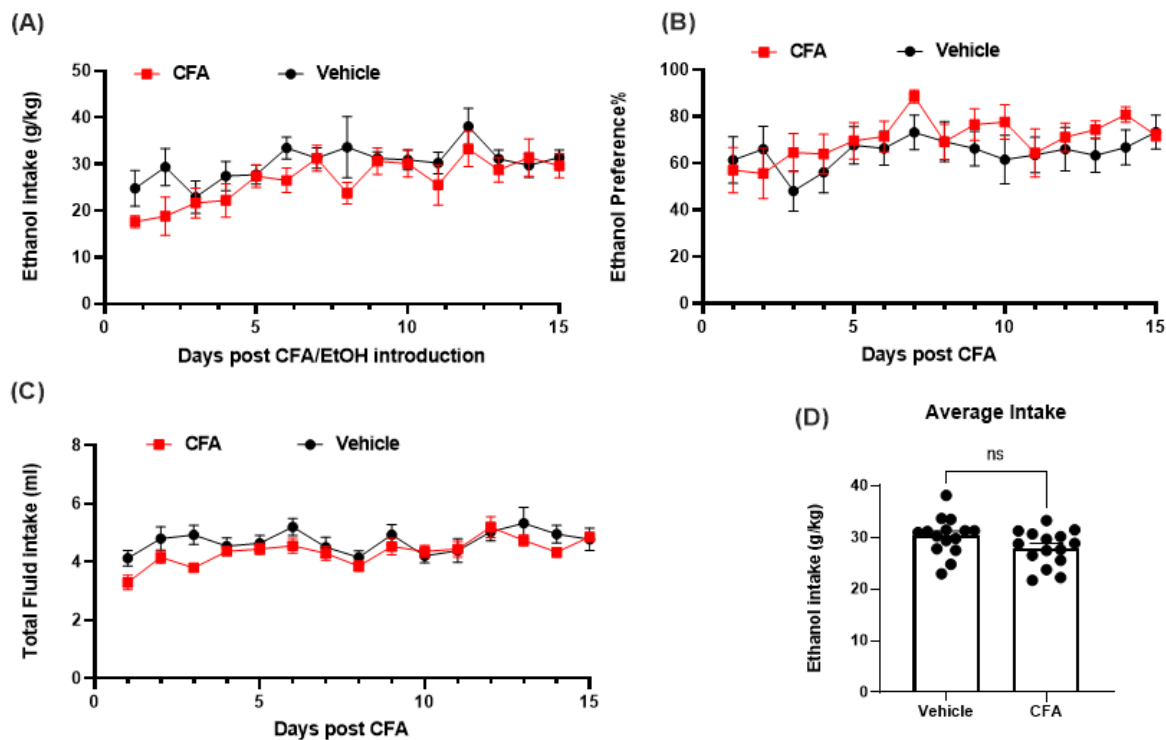 (A)
CFA Vehicle
Ethanol Intake (g/kg)
50
40
30
20
10
0
0 5 10 15
Days post CFA/EtOH introduction
(B)
CFA Vehicle
Ethanol Preference%
100
80
60
40
20
0
0 5 10 15
Days post CFA
(C)
CFA Vehicle
Total Fluid intake (ml)
8
6
4
2
0
0 5 10 15
Days post CFA
(D)
Average Intake
ns
Ethanol intake (g/kg)
40
30
20
10
0
Vehicle CFA